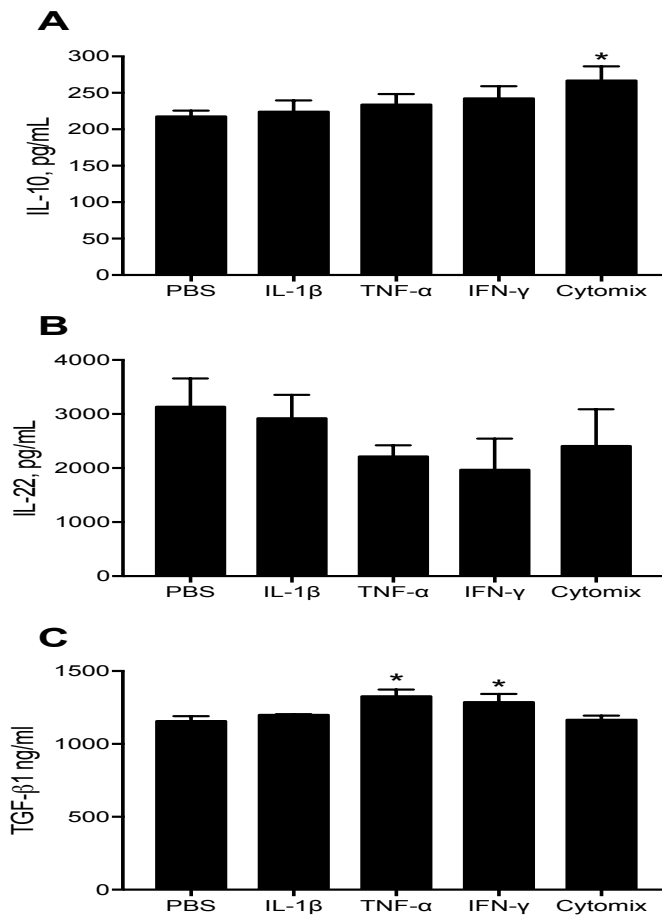 A
*
300
250
200
150
100
50
0
IL-10, pg/mL
PBS IL-1β TNF-α IFN-γ Cytomix
B
4000
3000
2000
1000
0
IL-22, pg/mL
PBS IL-1β TNF-α IFN-γ Cytomix
C
* *
1500
1000
500
0
TGF-β1 ng/ml
PBS IL-1β TNF-α IFN-γ Cytomix